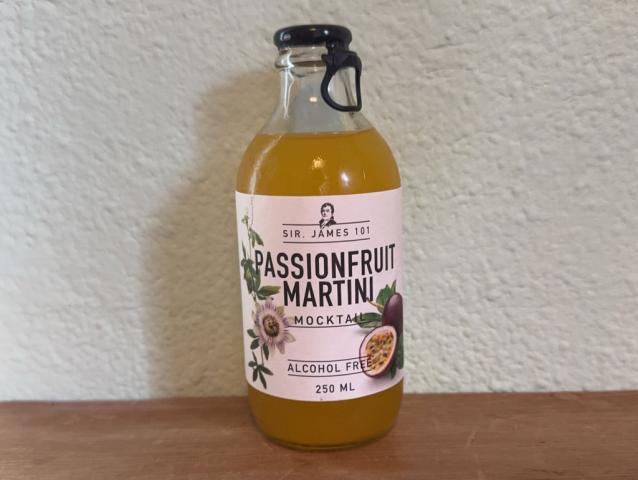 SIR. JAMES 101
PASSIONFRUIT
MARTINI
MOCKTAIL
ALCOHOL FREE
250 ML